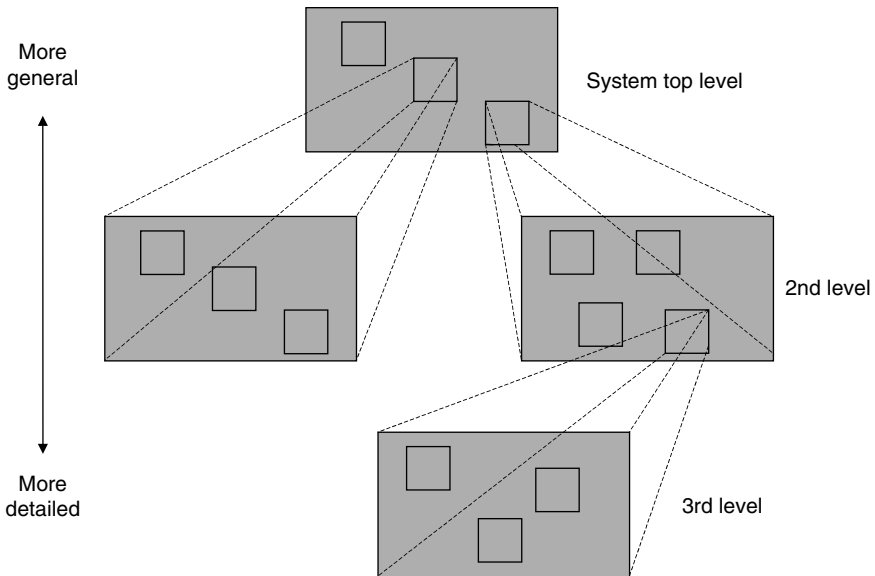 More
general
System top level
2nd level
More
detailed
3rd level